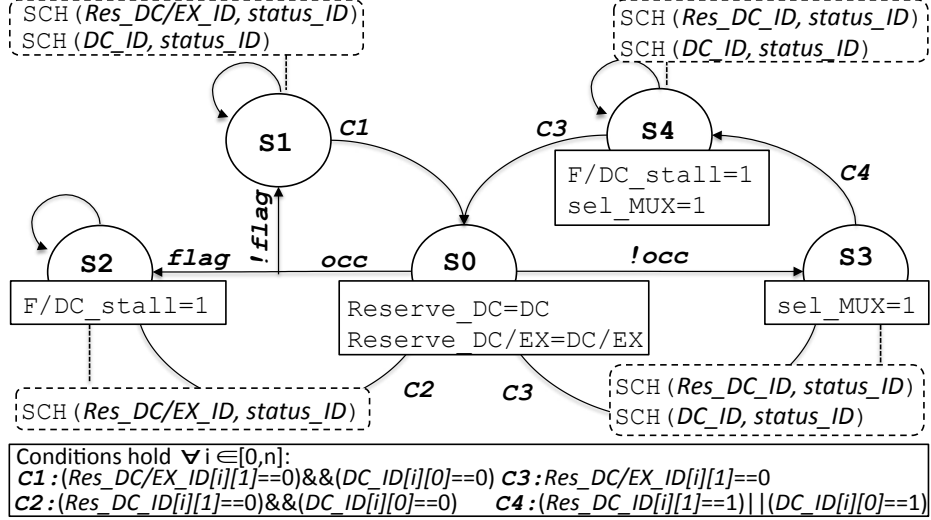 SCH(Res_DC/EX_ID, status_ID)
SCH(DC_ID, status_ID)
SCH(Res_DC_ID, status_ID)
SCH(DC_ID, status_ID)
S1
C1
C3
S4
F/DC_stall=1
sel_MUX=1
C4
!flag
S2
flag
occ
S0
!occ
S3
F/DC_stall=1
Reserve_DC=DC
Reserve_DC/EX=DC/EX
sel_MUX=1
C2
C3
SCH(Res_DC/EX_ID, status_ID)
SCH(Res_DC_ID, status_ID)
SCH(DC_ID, status_ID)
Conditions hold ∀ i ∈[0,n]:
C1:(Res_DC/EX_ID[i][1]==0)&&(DC_ID[i][0]==0) C3:Res_DC/EX_ID[i][1]==0
C2:(Res_DC_ID[i][1]==0)&&(DC_ID[i][0]==0) C4:(Res_DC_ID[i][1]==1)||(DC_ID[i][0]==1)